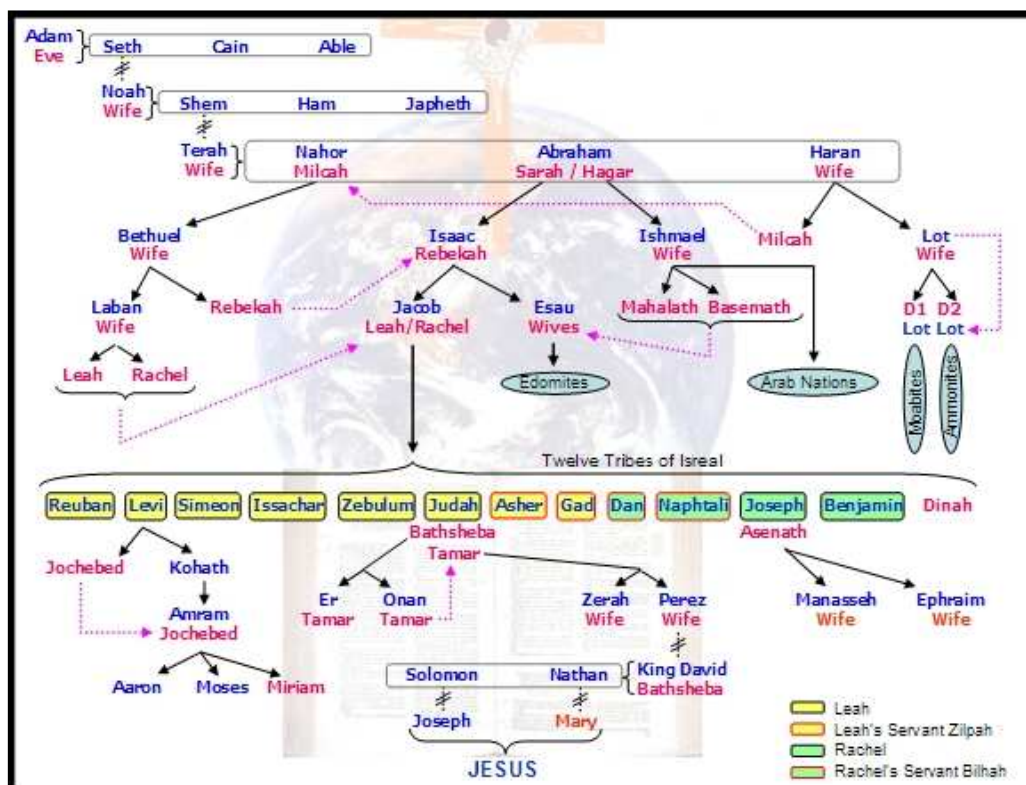 Adam
Eve
Seth Cain Able
Noah
Wife
Shem Ham Japheth
Terah
Wife
Nahor Abraham Haran
Milcah Sarah / Hagar Wife
Bethuel Isaac Ishmael Milcah Lot
Wife Rebekah Wife Wife
Laban Rebekah Jacob Esau Mahalath Basemath D1 D2
Wife Leah/Rachel Wives Lot Lot
Leah Rachel Edomites Arab Nations Moabites Ammonites
Twelve Tribes of Isreal
Reuban Levi Simeon Issachar Zebulum Judah Asher Gad Dan Naphtali Joseph Benjamin Dinah
Bathsheba Asenath
Tamar
Jochebed Kohath
Er Onan Zerah Perez Manasseh Ephraim
Tamar Tamar Wife Wife Wife Wife
Amram
Jochebed
Aaron Moses Miriam
Solomon Nathan King David
Bathsheba
Joseph Mary
JESUS
Leah
Leah's Servant Zilpah
Rachel
Rachel's Servant Bilhah